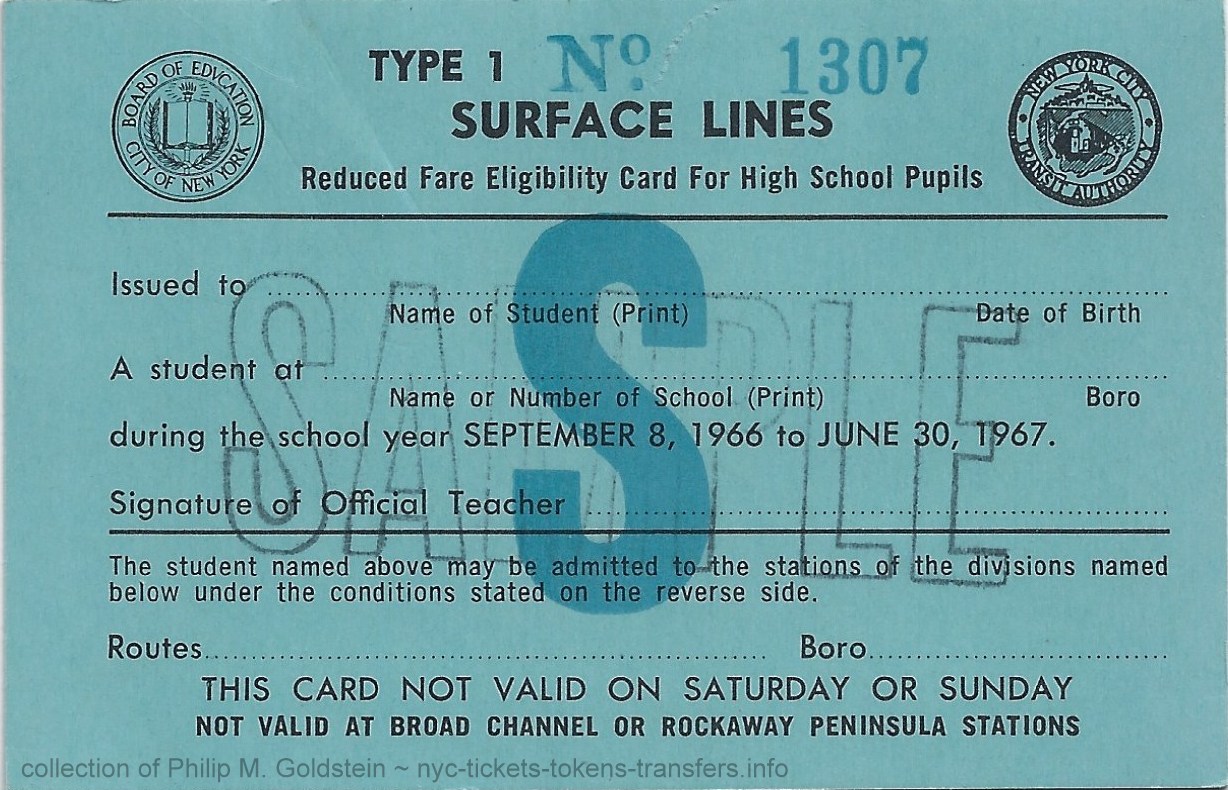 BOARD OF EDVCATION
CITY OF NEW YORK
TYPE 1 Nº 1307
SURFACE LINES
Reduced Fare Eligibility Card For High School Pupils
NEW YORK CITY
TRANSIT AUTHORITY
S
SAMPLE
Issued to
Name of Student (Print) Date of Birth
A student at
Name or Number of School (Print) Boro
during the school year SEPTEMBER 8, 1966 to JUNE 30, 1967.
Signature of Official Teacher
The student named above may be admitted to the stations of the divisions named
below under the conditions stated on the reverse side.
Routes Boro
THIS CARD NOT VALID ON SATURDAY OR SUNDAY
NOT VALID AT BROAD CHANNEL OR ROCKAWAY PENINSULA STATIONS
collection of Philip M. Goldstein ~ nyc-tickets-tokens-transfers.info